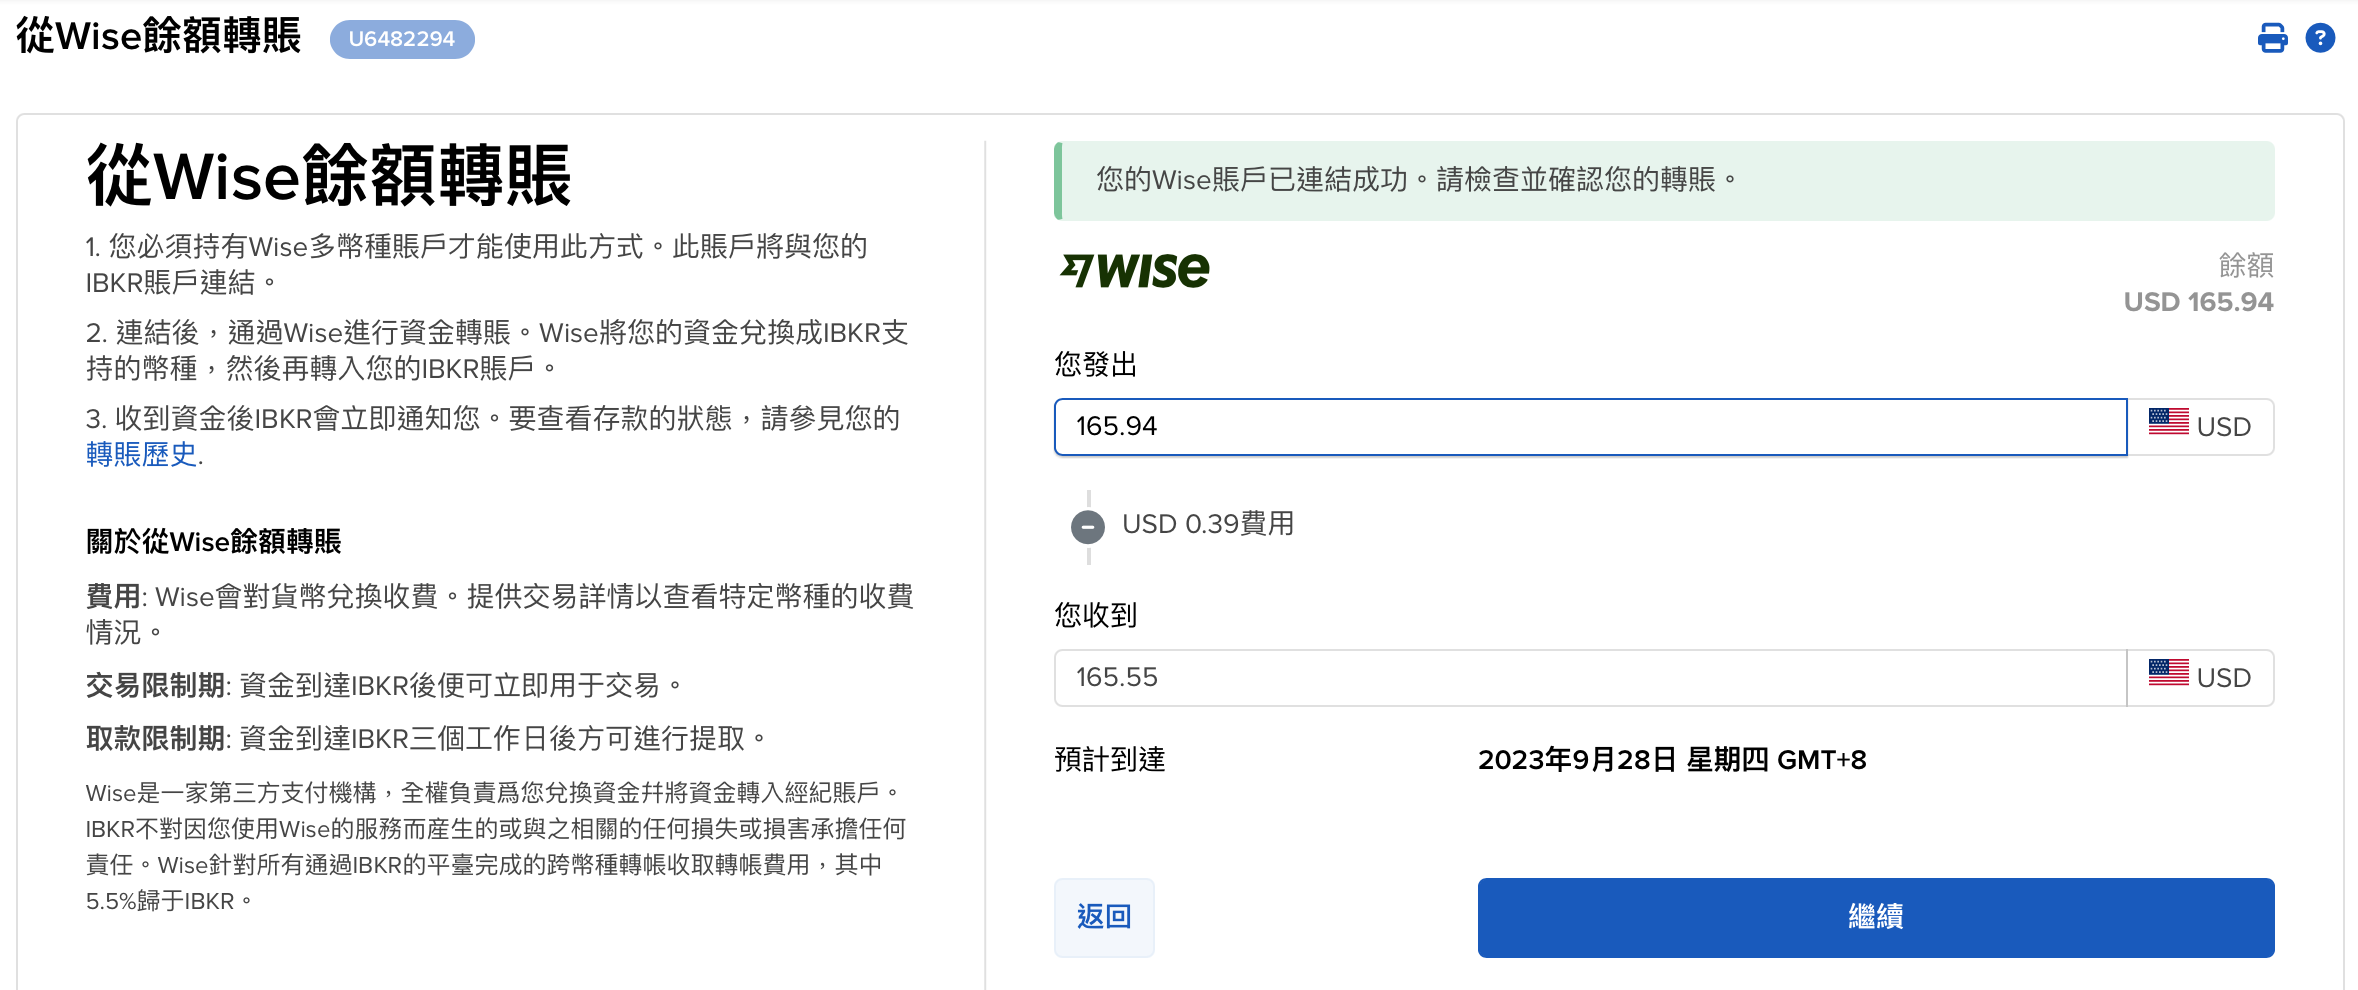 從Wise餘額轉賬
U6482294
從Wise餘額轉賬
1. 您必須持有Wise多幣種賬戶才能使用此方式。此賬戶將與您的
IBKR賬戶連結。
2. 連結後，通過Wise進行資金轉賬。Wise將您的資金兌換成IBKR支
持的幣種，然後再轉入您的IBKR賬戶。
3. 收到資金後IBKR會立即通知您。要查看存款的狀態，請參見您的
轉賬歷史.
關於從Wise餘額轉賬
費用: Wise會對貨幣兌換收費。提供交易詳情以查看特定幣種的收費
情況。
交易限制期: 資金到達IBKR後便可立即用于交易。
取款限制期: 資金到達IBKR三個工作日後方可進行提取。
Wise是一家第三方支付機構，全權負責爲您兌換資金幷將資金轉入經紀賬戶。
IBKR不對因您使用Wise的服務而産生的或與之相關的任何損失或損害承擔任何
責任。Wise針對所有通過IBKR的平臺完成的跨幣種轉帳收取轉帳費用，其中
5.5%歸于IBKR。
您的Wise賬戶已連結成功。請檢查並確認您的轉賬。
WISE
餘額
USD 165.94
您發出
165.94
USD
USD 0.39費用
您收到
165.55
USD
預計到達
2023年9月28日 星期四 GMT+8
返回
繼續